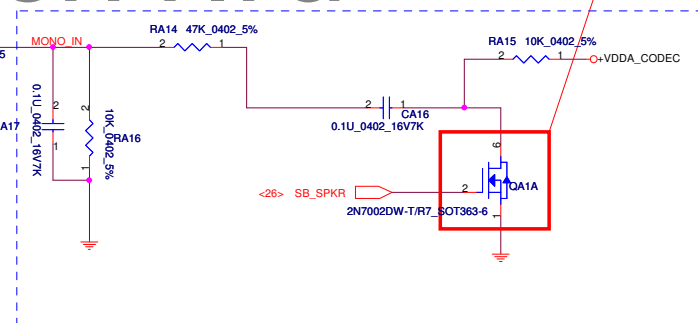 RA14 47K_0402_5%
2
1
MONO_IN
5
RA15 10K_0402_5%
2
1
+VDDA_CODEC
2
1
CA16
0.1U_0402_16V7K
0.1U_0402_16V7K
2
1
A17
10K_0402_5%
2
1
RA16
6
<26> SB_SPKR
2
QA1A
2N7002DW-T/R7_SOT363-6
1